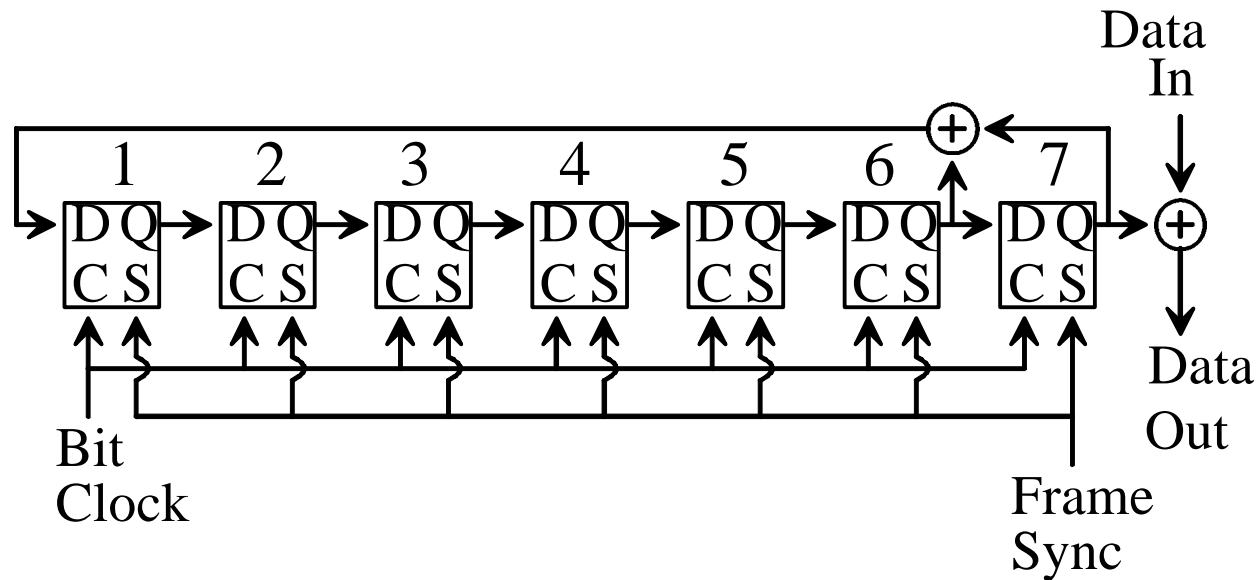 Data
In
1 2 3 4 5 6 7
D Q D Q D Q D Q D Q D Q D Q
C S C S C S C S C S C S C S
Data
Out
Bit
Clock
Frame
Sync